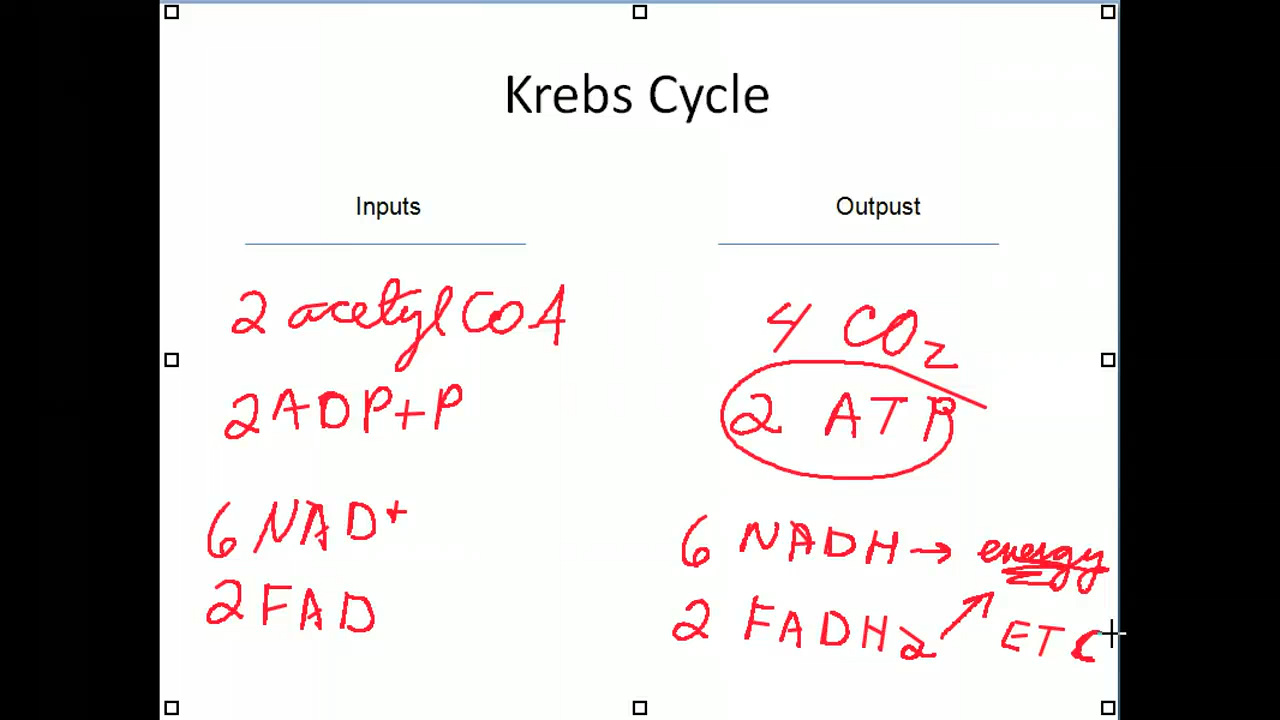 Krebs Cycle
Inputs
2 acetyl CoA
2 ADP+P
6 NAD+
2 FAD
Outpust
4 CO2
2 ATP
6 NADH → energy
2 FADH2 ↗ ETC